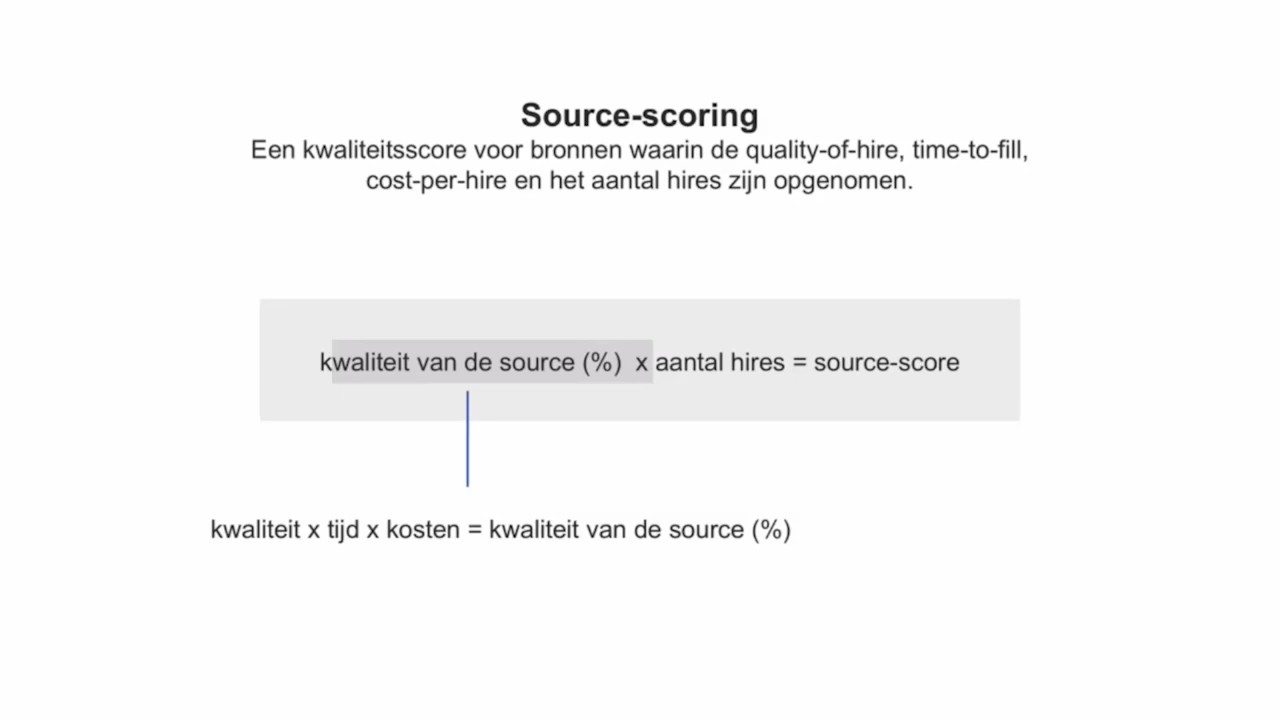 Source-scoring
Een kwaliteitsscore voor bronnen waarin de quality-of-hire, time-to-fill,
cost-per-hire en het aantal hires zijn opgenomen.
kwaliteit van de source (%) x aantal hires = source-score
kwaliteit x tijd x kosten = kwaliteit van de source (%)